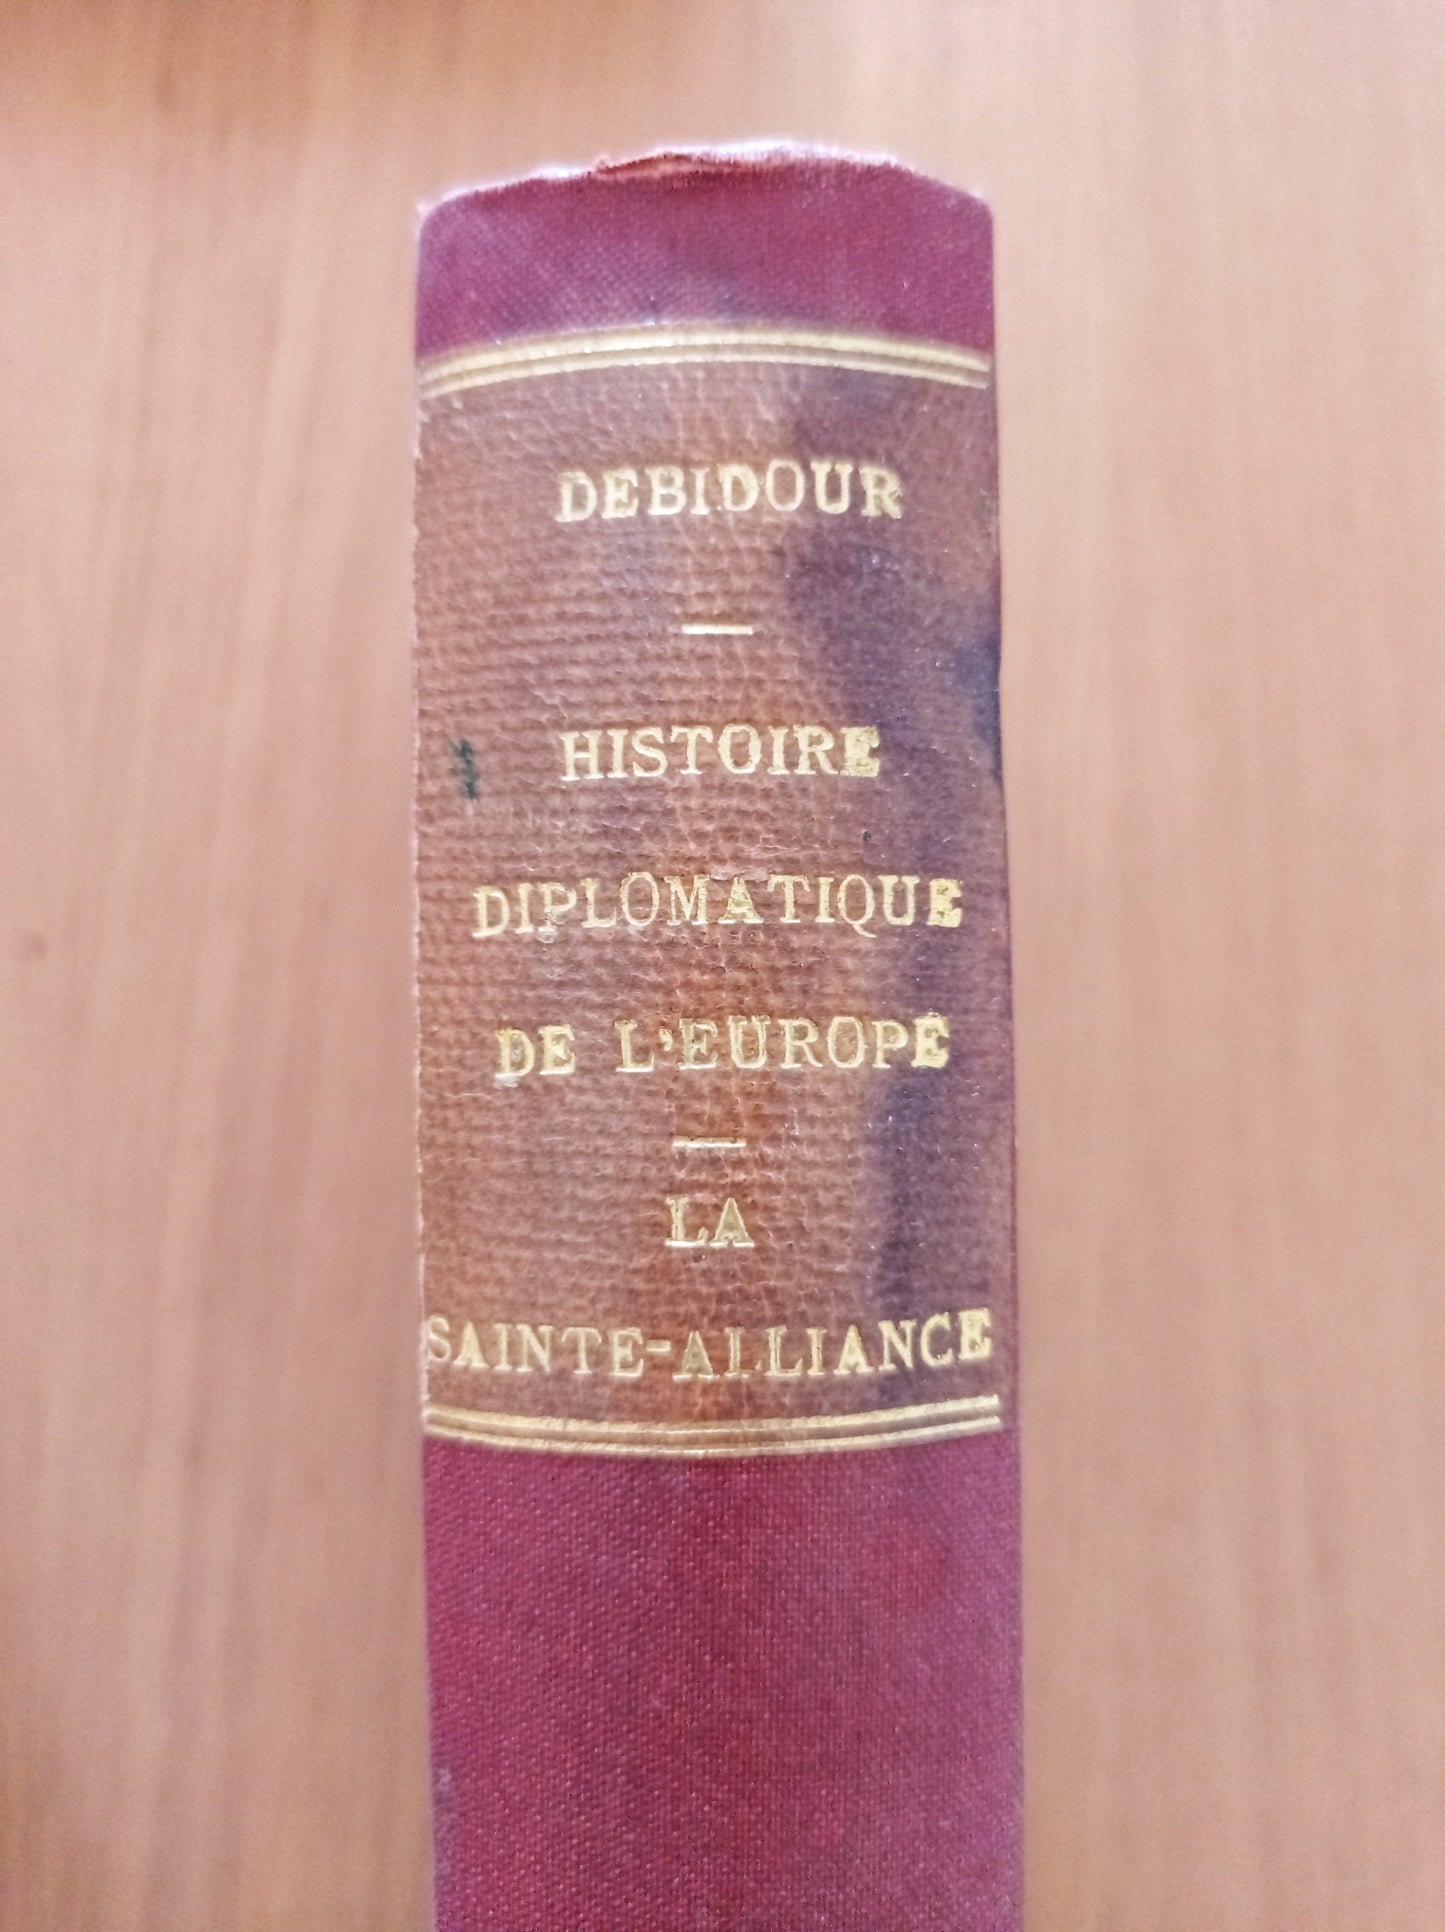 DEBIDOUR
HISTOIRE
DIPLOMATIQUE
DE L'EUROPE
LA
SAINTE-ALLIANCE